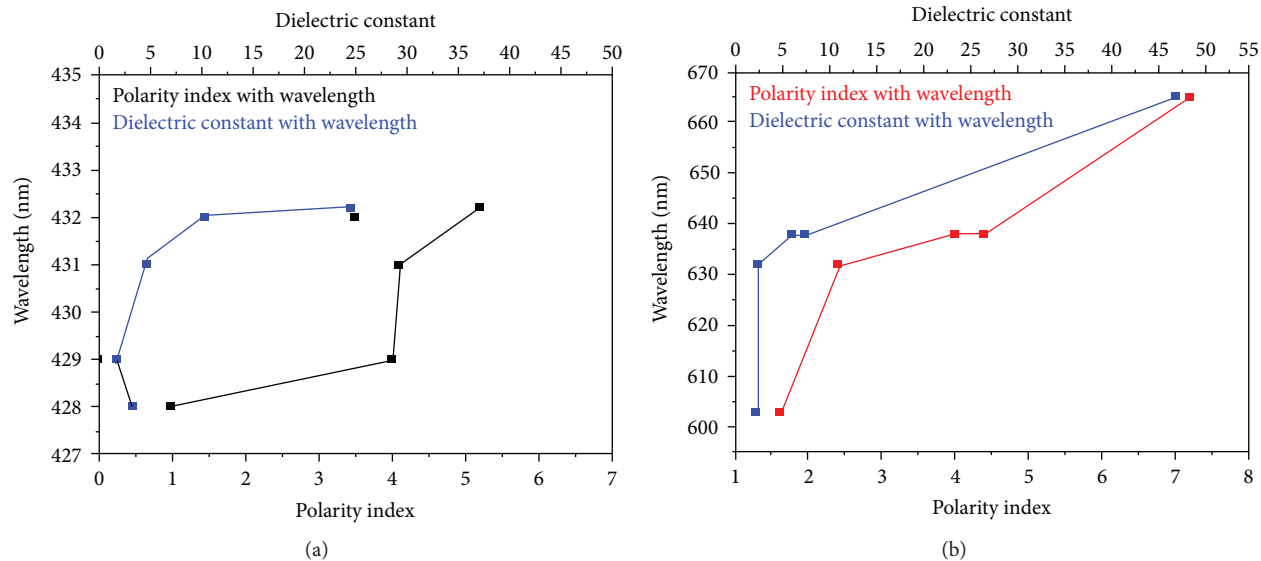 Dielectric constant
0 5 10 15 20 25 30 35 40 45 50
435
434
433
432
431
430
429
428
427
Wavelength (nm)
Polarity index with wavelength
Dielectric constant with wavelength
0 1 2 3 4 5 6 7
Polarity index
(a)
Dielectric constant
0 5 10 15 20 25 30 35 40 45 50 55
670
660
650
640
630
620
610
600
Wavelength (nm)
Polarity index with wavelength
Dielectric constant with wavelength
1 2 3 4 5 6 7 8
Polarity index
(b)